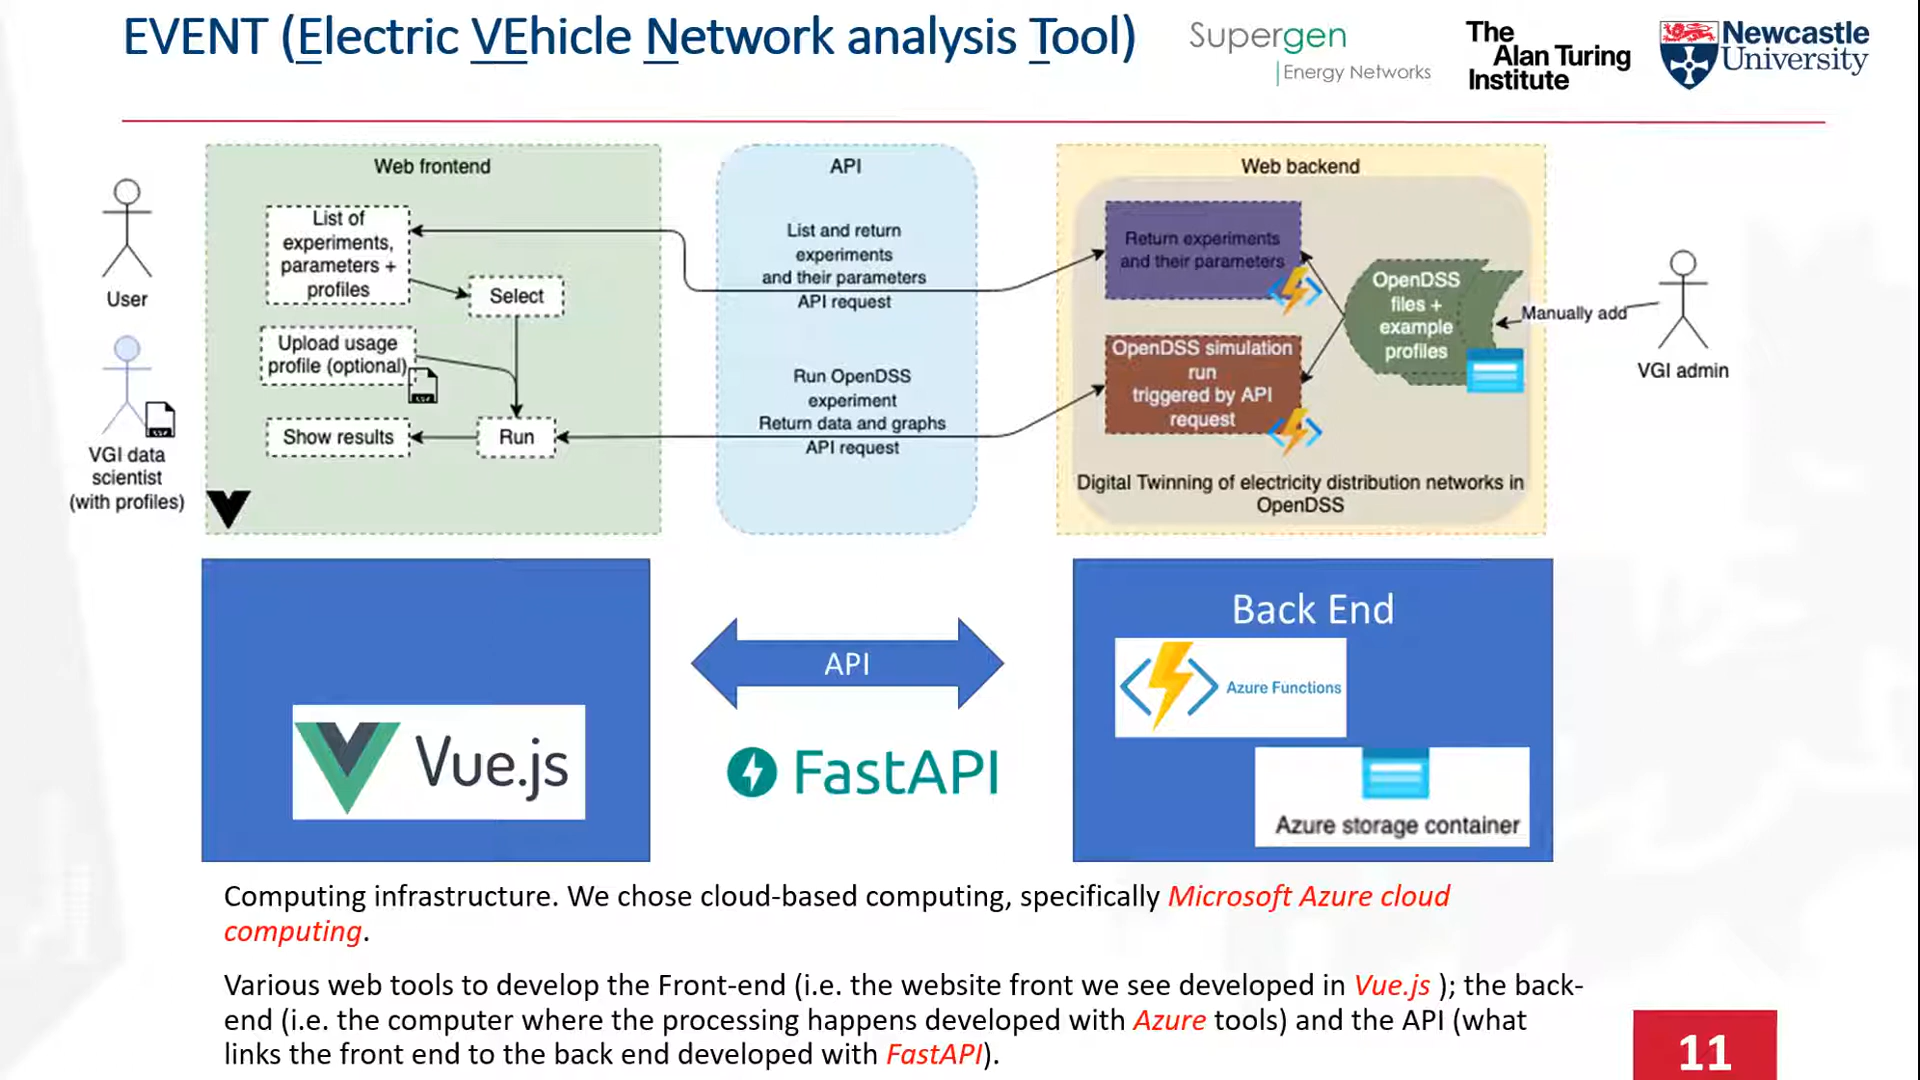 EVENT (Electric VEhicle Network analysis Tool)
Supergen
Energy Networks
The
Alan Turing
Institute
Newcastle
University
Web frontend
List of
experiments,
parameters +
profiles
Select
Upload usage
profile (optional)
Show results
Run
User
VGI data
scientist
(with profiles)
API
List and return
experiments
and their parameters
API request
Run OpenDSS
experiment
Return data and graphs
API request
Web backend
Return experiments
and their parameters
OpenDSS simulation
run
triggered by API
request
OpenDSS
files +
example
profiles
Manually add
VGI admin
Digital Twinning of electricity distribution networks in
OpenDSS
Vue.js
API
FastAPI
Back End
Azure Functions
Azure storage container
Computing infrastructure. We chose cloud-based computing, specifically Microsoft Azure cloud
computing.
Various web tools to develop the Front-end (i.e. the website front we see developed in Vue.js ); the back-
end (i.e. the computer where the processing happens developed with Azure tools) and the API (what
links the front end to the back end developed with FastAPI).
11